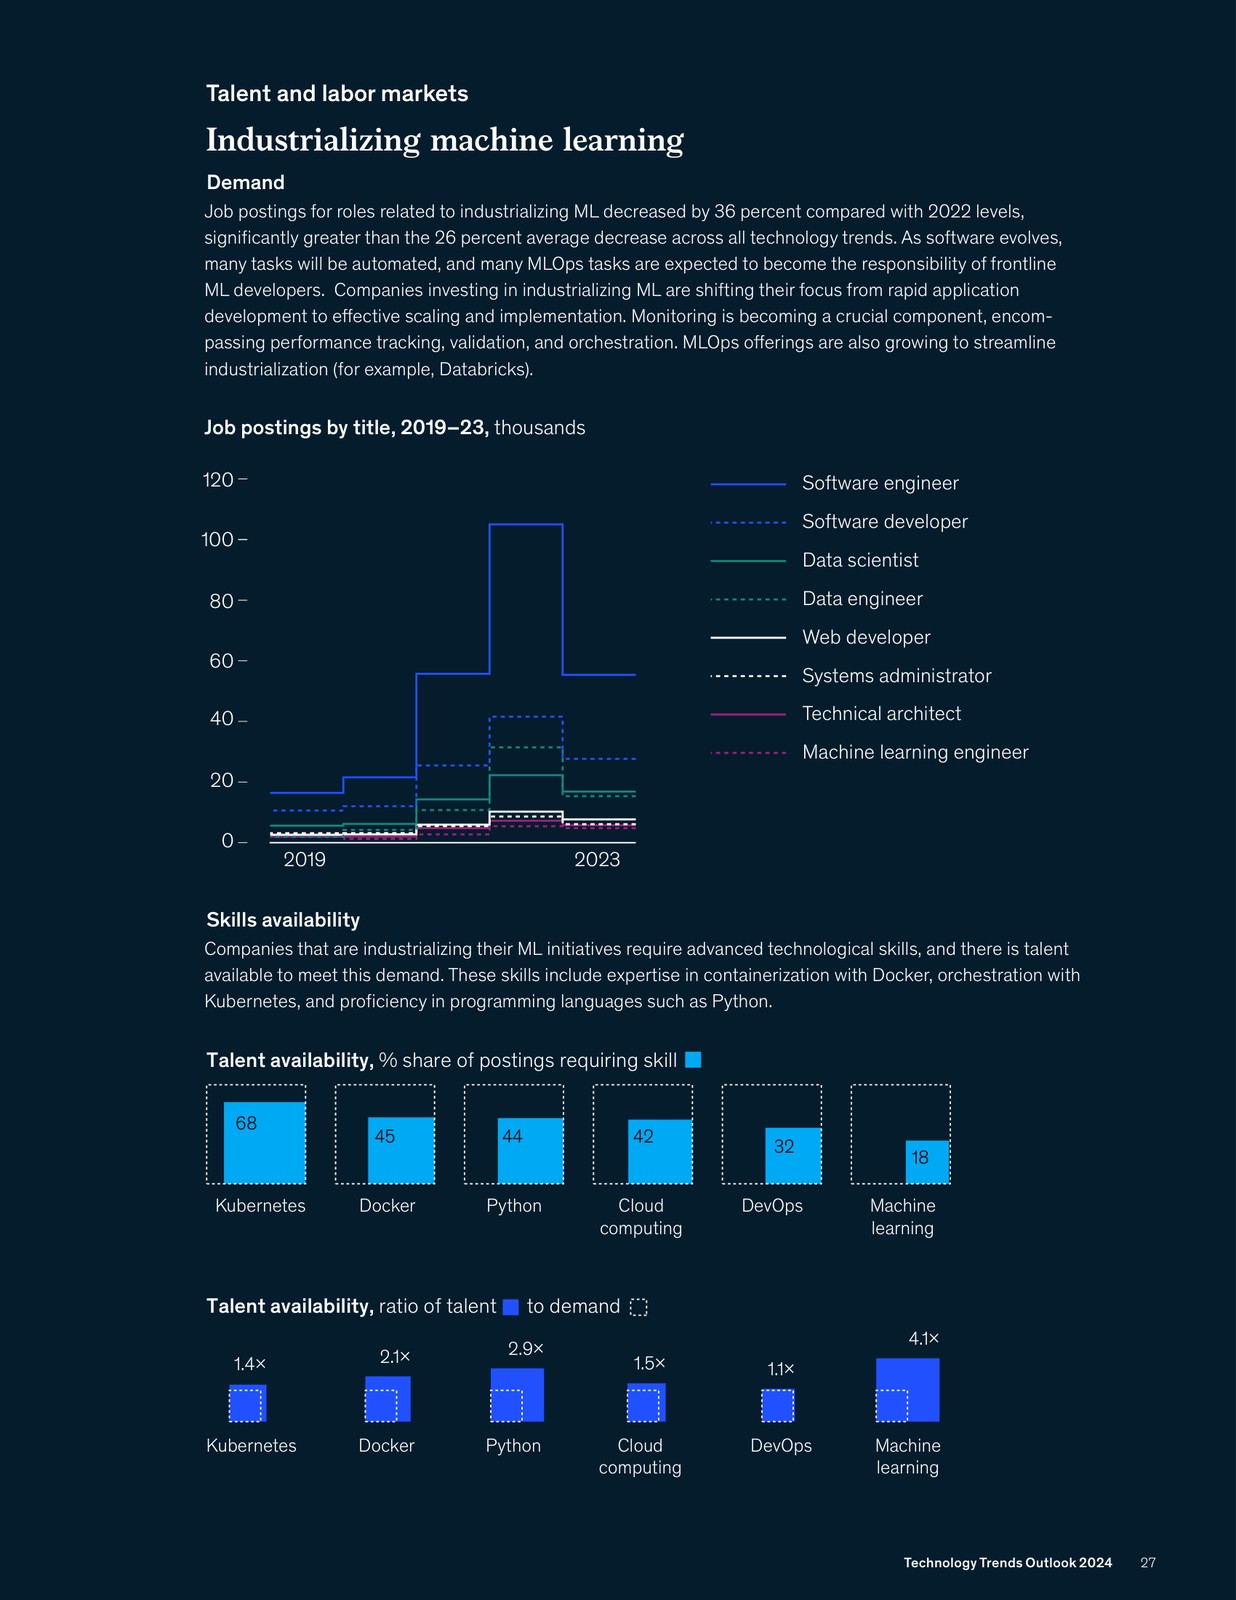 Talent and labor markets
Industrializing machine learning
Demand
Job postings for roles related to industrializing ML decreased by 36 percent compared with 2022 levels,
significantly greater than the 26 percent average decrease across all technology trends. As software evolves,
many tasks will be automated, and many MLOps tasks are expected to become the responsibility of frontline
ML developers.  Companies investing in industrializing ML are shifting their focus from rapid application
development to effective scaling and implementation. Monitoring is becoming a crucial component, encom-
passing performance tracking, validation, and orchestration. MLOps offerings are also growing to streamline
industrialization (for example, Databricks).
Job postings by title, 2019–23, thousands
120
100
80
60
40
20
0
2019
2023
Software engineer
Software developer
Data scientist
Data engineer
Web developer
Systems administrator
Technical architect
Machine learning engineer
Skills availability
Companies that are industrializing their ML initiatives require advanced technological skills, and there is talent
available to meet this demand. These skills include expertise in containerization with Docker, orchestration with
Kubernetes, and proficiency in programming languages such as Python.
Talent availability, % share of postings requiring skill
68
45
44
42
32
18
Kubernetes
Docker
Python
Cloud
computing
DevOps
Machine
learning
Talent availability, ratio of talent to demand
1.4×
2.1×
2.9×
1.5×
1.1×
4.1×
Kubernetes
Docker
Python
Cloud
computing
DevOps
Machine
learning
Technology Trends Outlook 2024 27